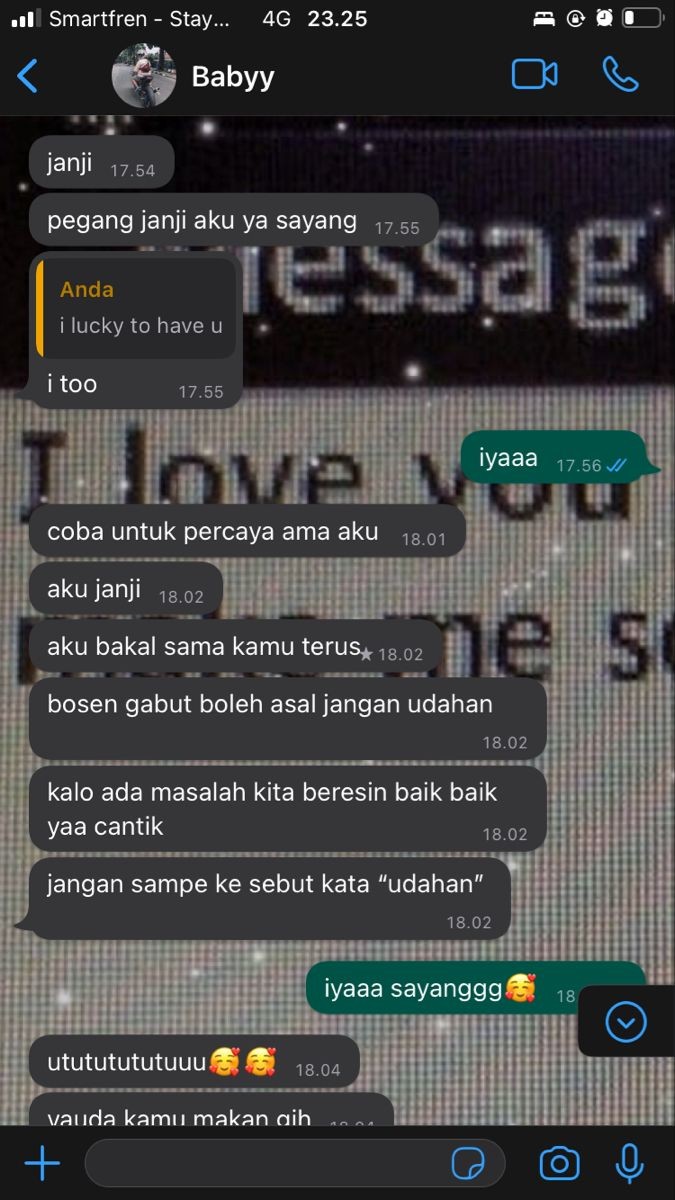 Smartfren - Stay... 4G 23.25
Babyy
janji 17.54
pegang janji aku ya sayang 17.55
Anda
i lucky to have u
i too 17.55
iyaaa 17.56
coba untuk percaya ama aku 18.01
aku janji 18.02
aku bakal sama kamu terus 18.02
bosen gabut boleh asal jangan udahan
18.02
kalo ada masalah kita beresin baik baik
yaa cantik 18.02
jangan sampe ke sebut kata “udahan”
18.02
iyaaa sayanggg🥰 18
utututututuuu🥰🥰 18.04
yauda kamu makan gih 18.04
essag
I love you
me s